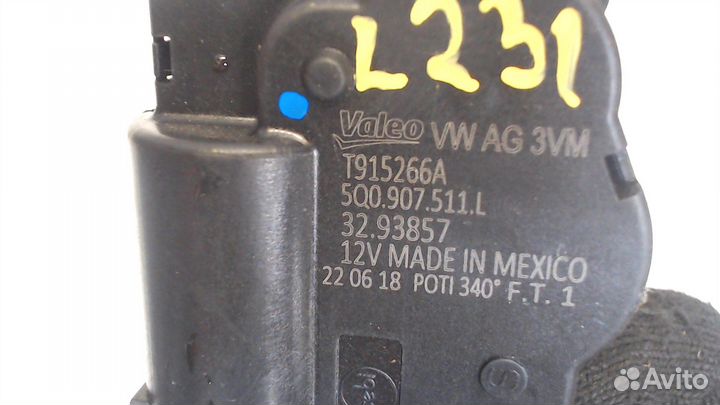 L231
Valeo VW AG 3VM
T915266A
5Q0.907.511.L
32.93857
12V MADE IN MEXICO
22 06 18 POTI 340° F.T. 1
Avito